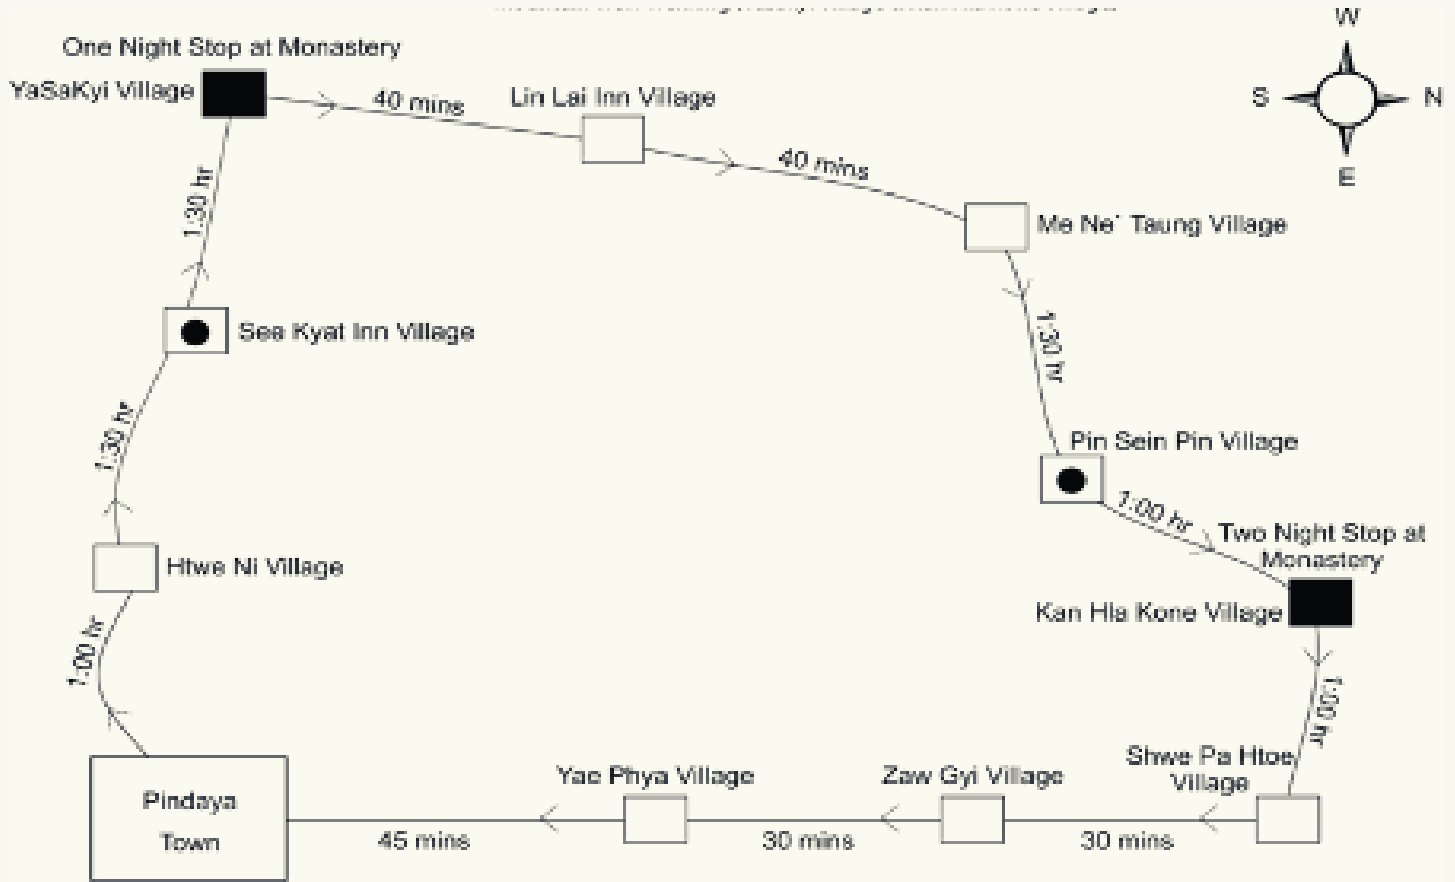 W
One Night Stop at Monastery
YaSaKyi Village
40 mins
Lin Lai Inn Village
S
N
40 mins
E
1:30 hr
Me Ne` Taung Village
See Kyat Inn Village
1:30 hr
1:30 hr
Pin Sein Pin Village
1:00 hr
Two Night Stop at
Monastery
Htwe Ni Village
Kan Hla Kone Village
1:00 hr
1:00 hr
Shwe Pa Htoe
Village
Yae Phya Village
Zaw Gyi Village
Pindaya
Town
45 mins
30 mins
30 mins